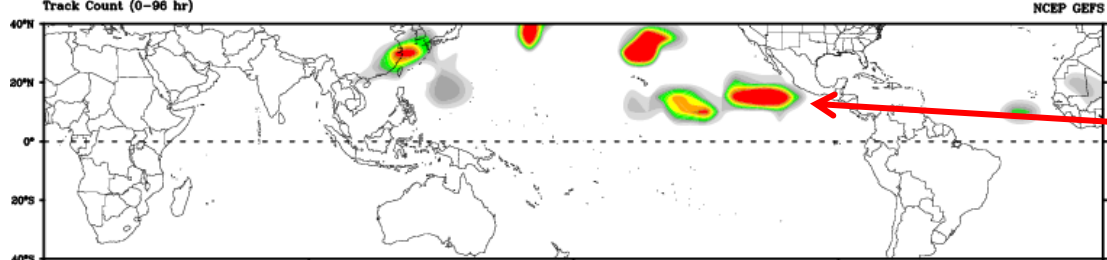 Track Count (0-96 hr) NCEP GEFS
40°N
20°N
0°
20°S
40°S